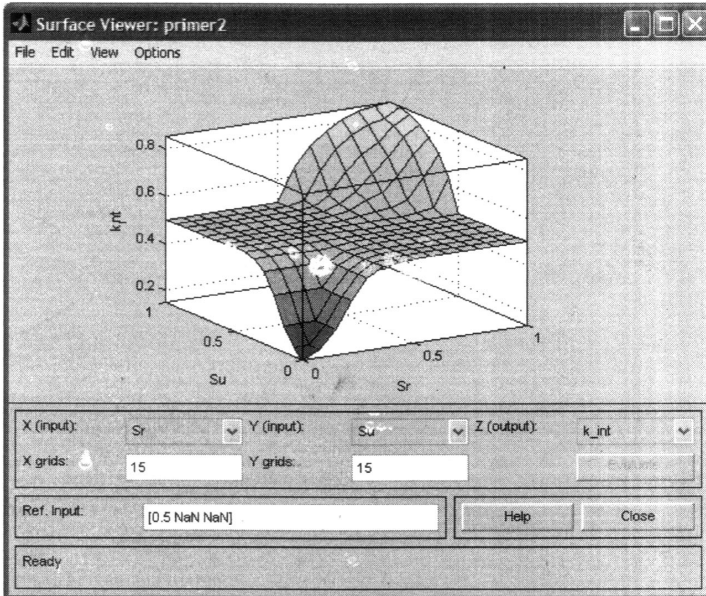 Surface Viewer: primer2
File Edit View Options
0.8
0.6
0.4
0.2
k_int
1
0.5
0
Su
0
0.5
1
Sr
X (input): Sr Y (input): Su Z (output): k_int
X grids: 15 Y grids: 15 Evaluate
Ref. Input: [0.5 NaN NaN] Help Close
Ready